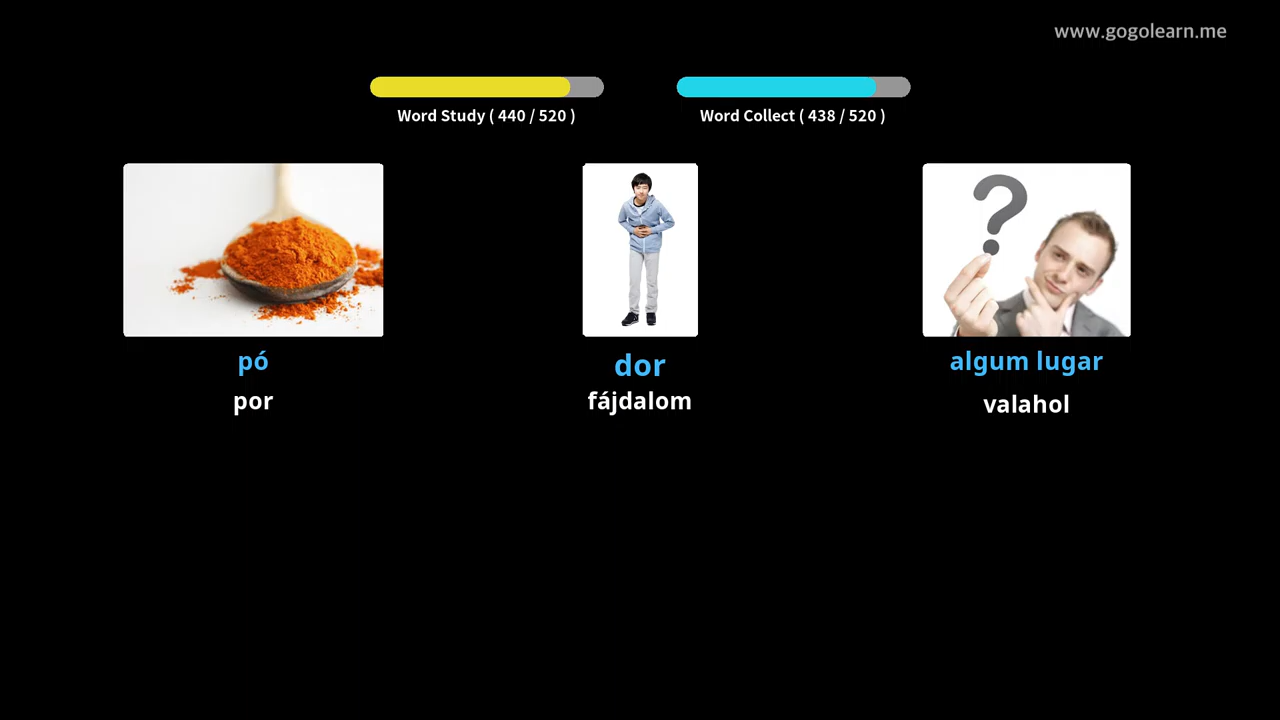 www.gogolearn.me
Word Study ( 440 / 520 )
Word Collect ( 438 / 520 )
pó
por
dor
fájdalom
algum lugar
valahol